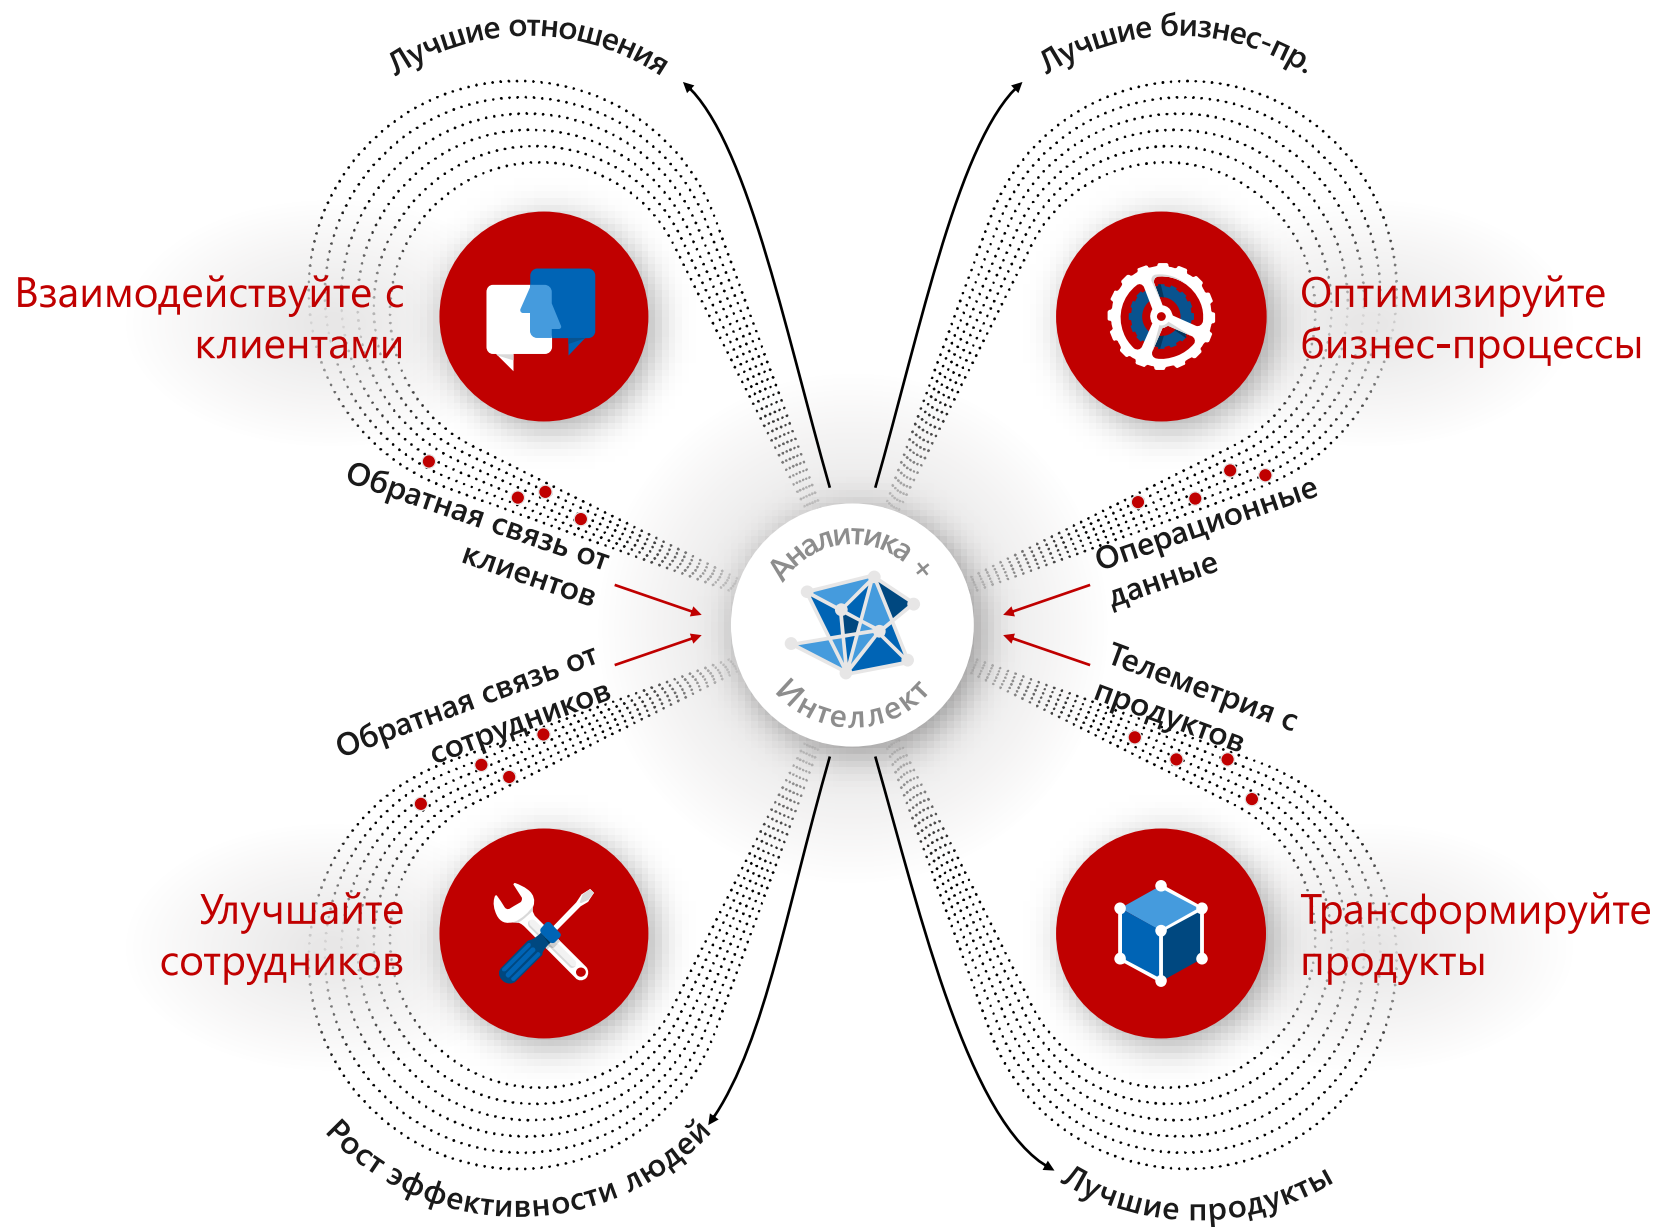 Лучшие отношения
Лучшие бизнес-пр.
Взаимодействуйте с
клиентами
Оптимизируйте
бизнес-процессы
Обратная связь от
клиентов
Операционные
данные
Аналитика +
Интеллект
Обратная связь от
сотрудников
Телеметрия с
продуктов
Улучшайте
сотрудников
Трансформируйте
продукты
Рост эффективности людей
Лучшие продукты